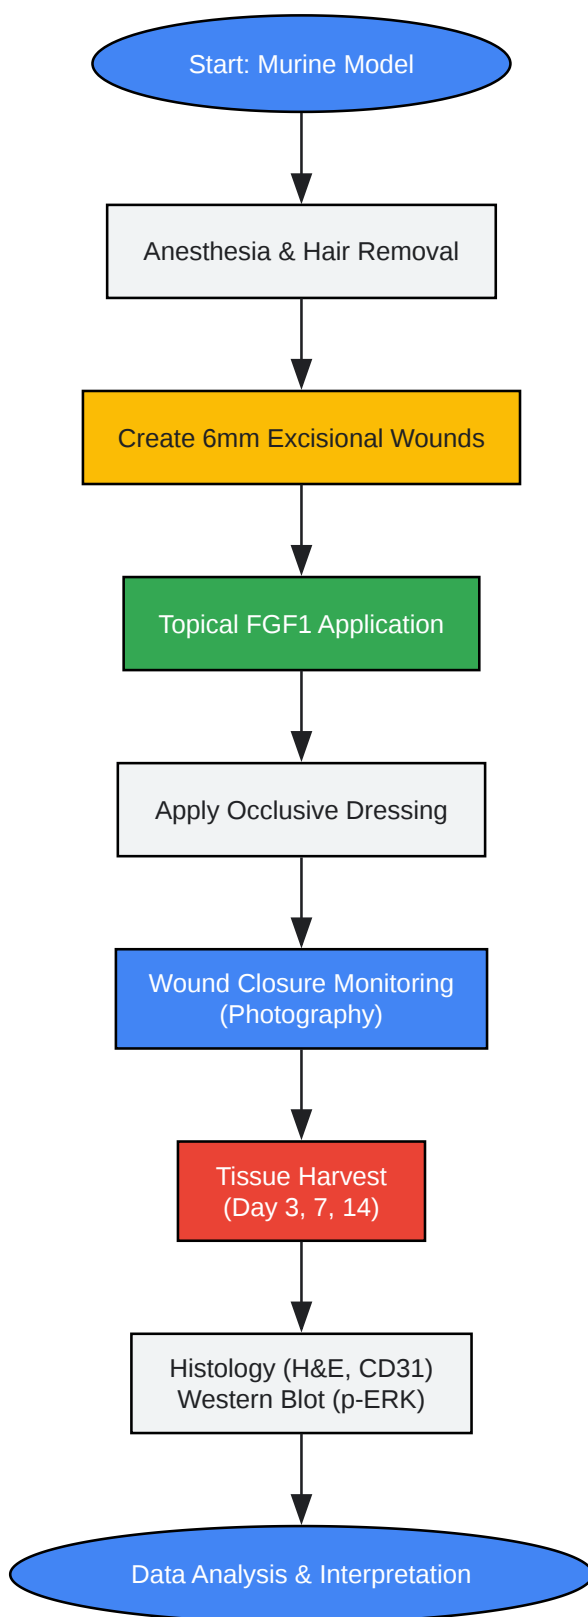 Start: Murine Model
Anesthesia & Hair Removal
Create 6mm Excisional Wounds
Topical FGF1 Application
Apply Occlusive Dressing
Wound Closure Monitoring
(Photography)
Tissue Harvest
(Day 3, 7, 14)
Histology (H&E, CD31)
Western Blot (p-ERK)
Data Analysis & Interpretation